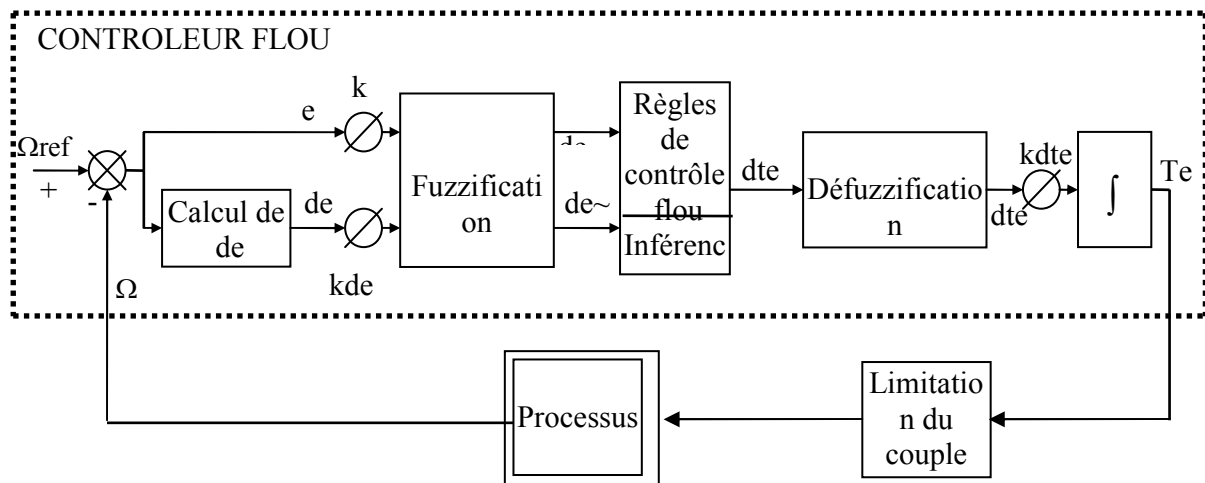 CONTROLEUR FLOU
Ωref
+
-
e
k
Calcul de
de
de
kde
Fuzzificati
on
de~
Règles
de
contrôle
flou
Inférenc
dte
Défuzzificatio
n
kdte
dte
∫
Te
Ω
Processus
Limitatio
n du
couple